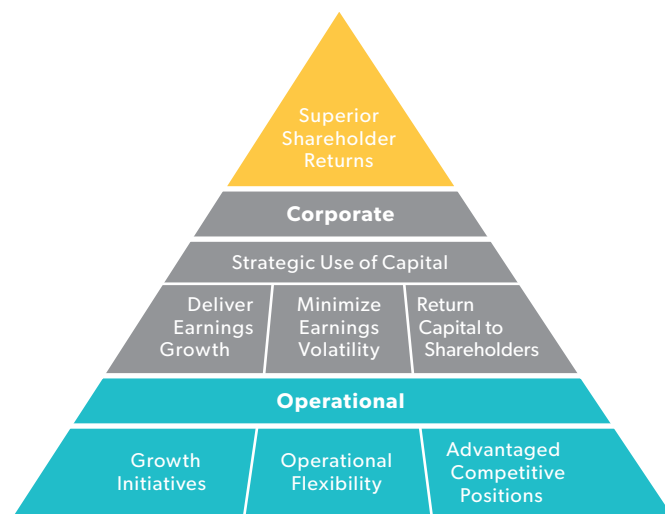 Superior
Shareholder
Returns
Corporate
Strategic Use of Capital
Deliver
Earnings
Growth
Minimize
Earnings
Volatility
Return
Capital to
Shareholders
Operational
Growth
Initiatives
Operational
Flexibility
Advantaged
Competitive
Positions